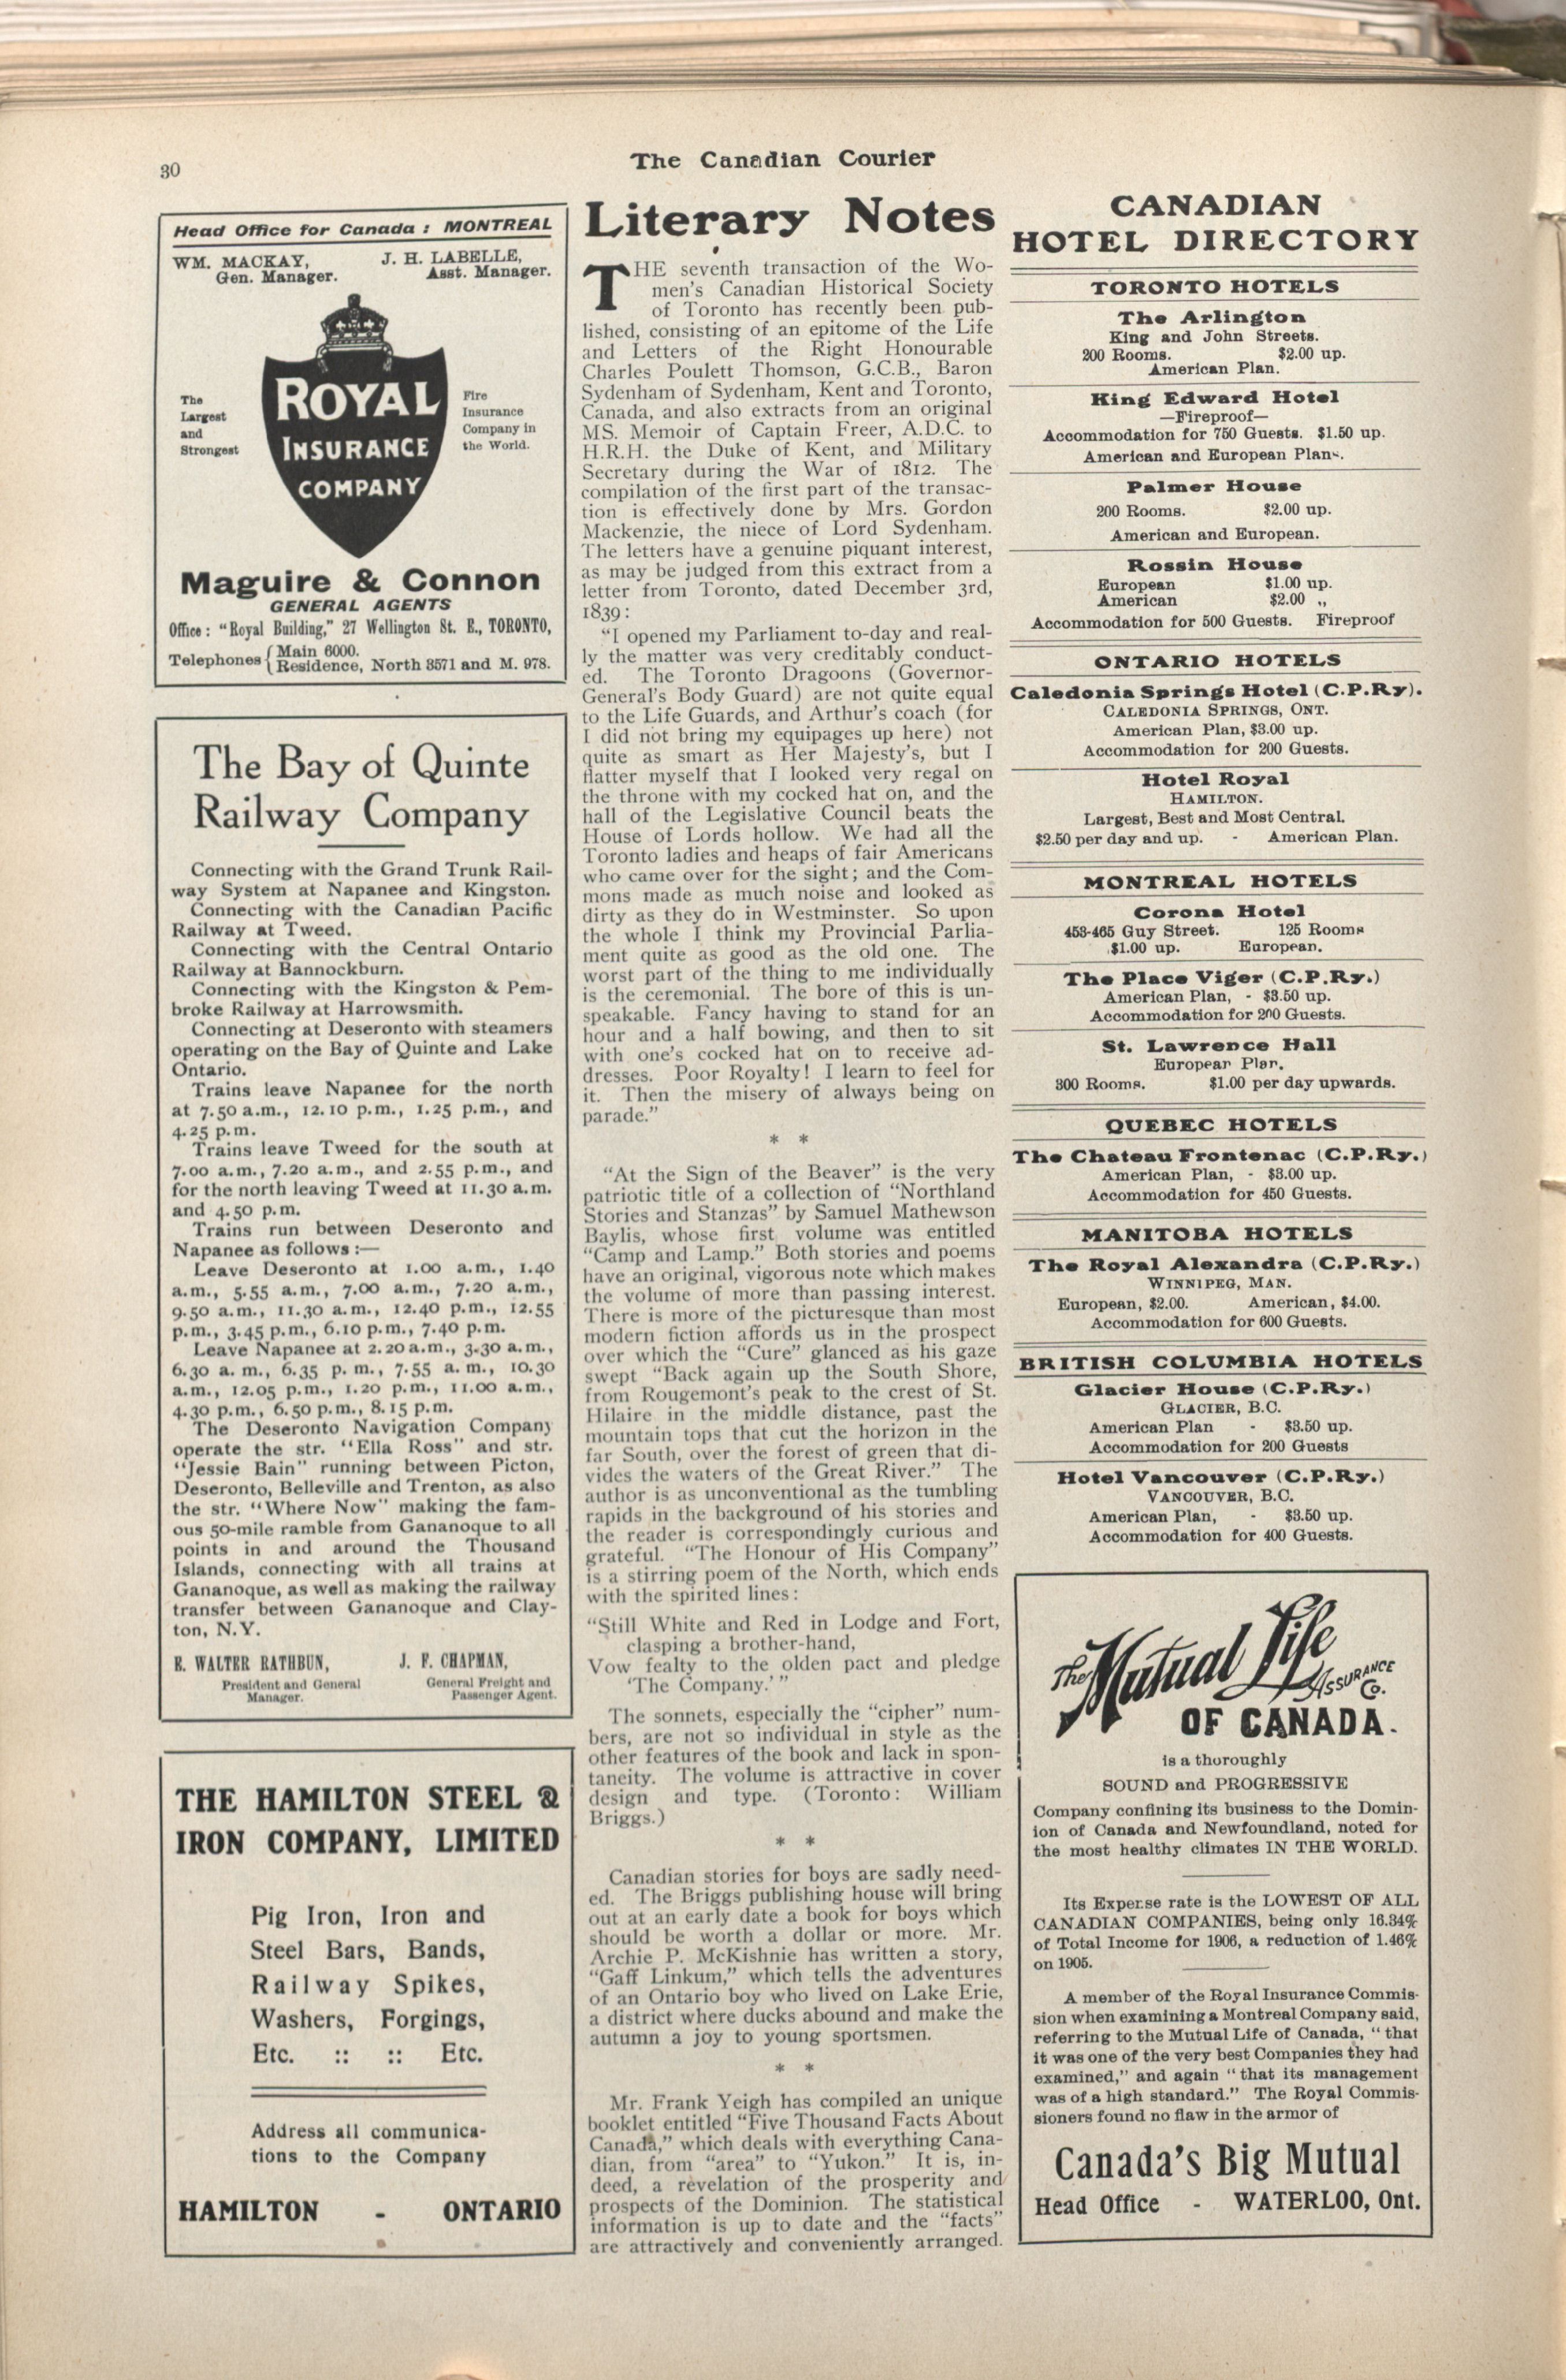 30
The Canadian Courier
Head Office for Canada : MONTREAL
WM. MACKAY,
Gen. Manager.
J. H. LABELLE,
Asst. Manager.
The
Largest
and
Strongest
ROYAL
INSURANCE
COMPANY
Fire
Insurance
Company in
the World.
Maguire & Connon
GENERAL AGENTS
Office : "Royal Building," 27 Wellington St. E., TORONTO,
Telephones { Main 6000.
Residence, North 3571 and M. 978.
The Bay of Quinte
Railway Company
Connecting with the Grand Trunk Rail-
way System at Napanee and Kingston.
Connecting with the Canadian Pacific
Railway at Tweed.
Connecting with the Central Ontario
Railway at Bannockburn.
Connecting with the Kingston & Pem-
broke Railway at Harrowsmith.
Connecting at Deseronto with steamers
operating on the Bay of Quinte and Lake
Ontario.
Trains leave Napanee for the north
at 7.50 a.m., 12.10 p.m., 1.25 p.m., and
4.25 p.m.
Trains leave Tweed for the south at
7.00 a.m., 7.20 a.m., and 2.55 p.m., and
for the north leaving Tweed at 11.30 a.m.
and 4.50 p.m.
Trains run between Deseronto and
Napanee as follows :—
Leave Deseronto at 1.00 a.m., 1.40
a.m., 5.55 a.m., 7.00 a.m., 7.20 a.m.,
9.50 a.m., 11.30 a.m., 12.40 p.m., 12.55
p.m., 3.45 p.m., 6.10 p.m., 7.40 p.m.
Leave Napanee at 2.20 a.m., 3.30 a.m.,
6.30 a. m., 6.35 p. m., 7.55 a. m., 10.30
a.m., 12.05 p.m., 1.20 p.m., 11.00 a.m.,
4.30 p.m., 6.50 p.m., 8.15 p.m.
The Deseronto Navigation Company
operate the str. "Ella Ross" and str.
"Jessie Bain" running between Picton,
Deseronto, Belleville and Trenton, as also
the str. "Where Now" making the fam-
ous 50-mile ramble from Gananoque to all
points in and around the Thousand
Islands, connecting with all trains at
Gananoque, as well as making the railway
transfer between Gananoque and Clay-
ton, N.Y.
E. WALTER RATHBUN,
President and General
Manager.
J. F. CHAPMAN,
General Freight and
Passenger Agent.
THE HAMILTON STEEL &
IRON COMPANY, LIMITED
Pig Iron, Iron and
Steel Bars, Bands,
Railway Spikes,
Washers, Forgings,
Etc. :: :: Etc.
Address all communica-
tions to the Company
HAMILTON - ONTARIO
Literary Notes
THE seventh transaction of the Wo-
men's Canadian Historical Society
of Toronto has recently been pub-
lished, consisting of an epitome of the Life
and Letters of the Right Honourable
Charles Poulett Thomson, G.C.B., Baron
Sydenham of Sydenham, Kent and Toronto,
Canada, and also extracts from an original
MS. Memoir of Captain Freer, A.D.C. to
H.R.H. the Duke of Kent, and Military
Secretary during the War of 1812. The
compilation of the first part of the transac-
tion is effectively done by Mrs. Gordon
Mackenzie, the niece of Lord Sydenham.
The letters have a genuine piquant interest,
as may be judged from this extract from a
letter from Toronto, dated December 3rd,
1839:
"I opened my Parliament to-day and real-
ly the matter was very creditably conduct-
ed. The Toronto Dragoons (Governor-
General's Body Guard) are not quite equal
to the Life Guards, and Arthur's coach (for
I did not bring my equipages up here) not
quite as smart as Her Majesty's, but I
flatter myself that I looked very regal on
the throne with my cocked hat on, and the
hall of the Legislative Council beats the
House of Lords hollow. We had all the
Toronto ladies and heaps of fair Americans
who came over for the sight; and the Com-
mons made as much noise and looked as
dirty as they do in Westminster. So upon
the whole I think my Provincial Parlia-
ment quite as good as the old one. The
worst part of the thing to me individually
is the ceremonial. The bore of this is un-
speakable. Fancy having to stand for an
hour and a half bowing, and then to sit
with one's cocked hat on to receive ad-
dresses. Poor Royalty! I learn to feel for
it. Then the misery of always being on
parade."
* *
"At the Sign of the Beaver" is the very
patriotic title of a collection of "Northland
Stories and Stanzas" by Samuel Mathewson
Baylis, whose first volume was entitled
"Camp and Lamp." Both stories and poems
have an original, vigorous note which makes
the volume of more than passing interest.
There is more of the picturesque than most
modern fiction affords us in the prospect
over which the "Cure" glanced as his gaze
swept "Back again up the South Shore,
from Rougemont's peak to the crest of St.
Hilaire in the middle distance, past the
mountain tops that cut the horizon in the
far South, over the forest of green that di-
vides the waters of the Great River." The
author is as unconventional as the tumbling
rapids in the background of his stories and
the reader is correspondingly curious and
grateful. "The Honour of His Company"
is a stirring poem of the North, which ends
with the spirited lines:
"Still White and Red in Lodge and Fort,
clasping a brother-hand,
Vow fealty to the olden pact and pledge
'The Company.' "
The sonnets, especially the "cipher" num-
bers, are not so individual in style as the
other features of the book and lack in spon-
taneity. The volume is attractive in cover
design and type. (Toronto: William
Briggs.)
* *
Canadian stories for boys are sadly need-
ed. The Briggs publishing house will bring
out at an early date a book for boys which
should be worth a dollar or more. Mr.
Archie P. McKishnie has written a story,
"Gaff Linkum," which tells the adventures
of an Ontario boy who lived on Lake Erie,
a district where ducks abound and make the
autumn a joy to young sportsmen.
* *
Mr. Frank Yeigh has compiled an unique
booklet entitled "Five Thousand Facts About
Canada," which deals with everything Cana-
dian, from "area" to "Yukon." It is, in-
deed, a revelation of the prosperity and
prospects of the Dominion. The statistical
information is up to date and the "facts"
are attractively and conveniently arranged.
CANADIAN
HOTEL DIRECTORY
TORONTO HOTELS
The Arlington
King and John Streets.
200 Rooms. $2.00 up.
American Plan.
King Edward Hotel
—Fireproof—
Accommodation for 750 Guests. $1.50 up.
American and European Plans.
Palmer House
200 Rooms. $2.00 up.
American and European.
Rossin House
European $1.00 up.
American $2.00 ,,
Accommodation for 500 Guests. Fireproof
ONTARIO HOTELS
Caledonia Springs Hotel (C.P.Ry).
CALEDONIA SPRINGS, ONT.
American Plan, $3.00 up.
Accommodation for 200 Guests.
Hotel Royal
HAMILTON.
Largest, Best and Most Central.
$2.50 per day and up. - American Plan.
MONTREAL HOTELS
Corona Hotel
453-465 Guy Street. 125 Rooms
$1.00 up. European.
The Place Viger (C.P.Ry.)
American Plan, - $3.50 up.
Accommodation for 200 Guests.
St. Lawrence Hall
European Plan.
300 Rooms. $1.00 per day upwards.
QUEBEC HOTELS
The Chateau Frontenac (C.P.Ry.)
American Plan, - $3.00 up.
Accommodation for 450 Guests.
MANITOBA HOTELS
The Royal Alexandra (C.P.Ry.)
WINNIPEG, MAN.
European, $2.00. American, $4.00.
Accommodation for 600 Guests.
BRITISH COLUMBIA HOTELS
Glacier House (C.P.Ry.)
GLACIER, B.C.
American Plan - $3.50 up.
Accommodation for 200 Guests
Hotel Vancouver (C.P.Ry.)
VANCOUVER, B.C.
American Plan, - $3.50 up.
Accommodation for 400 Guests.
The Mutual Life
Assurance Co.
OF CANADA.
is a thoroughly
SOUND and PROGRESSIVE
Company confining its business to the Domin-
ion of Canada and Newfoundland, noted for
the most healthy climates IN THE WORLD.
Its Expense rate is the LOWEST OF ALL
CANADIAN COMPANIES, being only 16.34%
of Total Income for 1906, a reduction of 1.46%
on 1905.
A member of the Royal Insurance Commis-
sion when examining a Montreal Company said,
referring to the Mutual Life of Canada, " that
it was one of the very best Companies they had
examined," and again " that its management
was of a high standard." The Royal Commis-
sioners found no flaw in the armor of
Canada's Big Mutual
Head Office - WATERLOO, Ont.